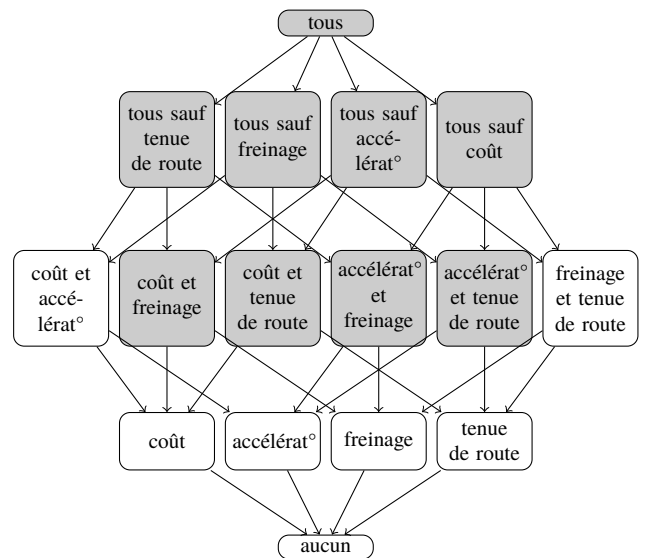 tous
tous sauf
tenue
de route
tous sauf
freinage
tous sauf
accé-
lérat°
tous sauf
coût
coût et
accé-
lérat°
coût et
freinage
coût et
tenue
de route
accélérat°
et
freinage
accélérat°
et tenue
de route
freinage
et tenue
de route
coût
accélérat°
freinage
tenue
de route
aucun